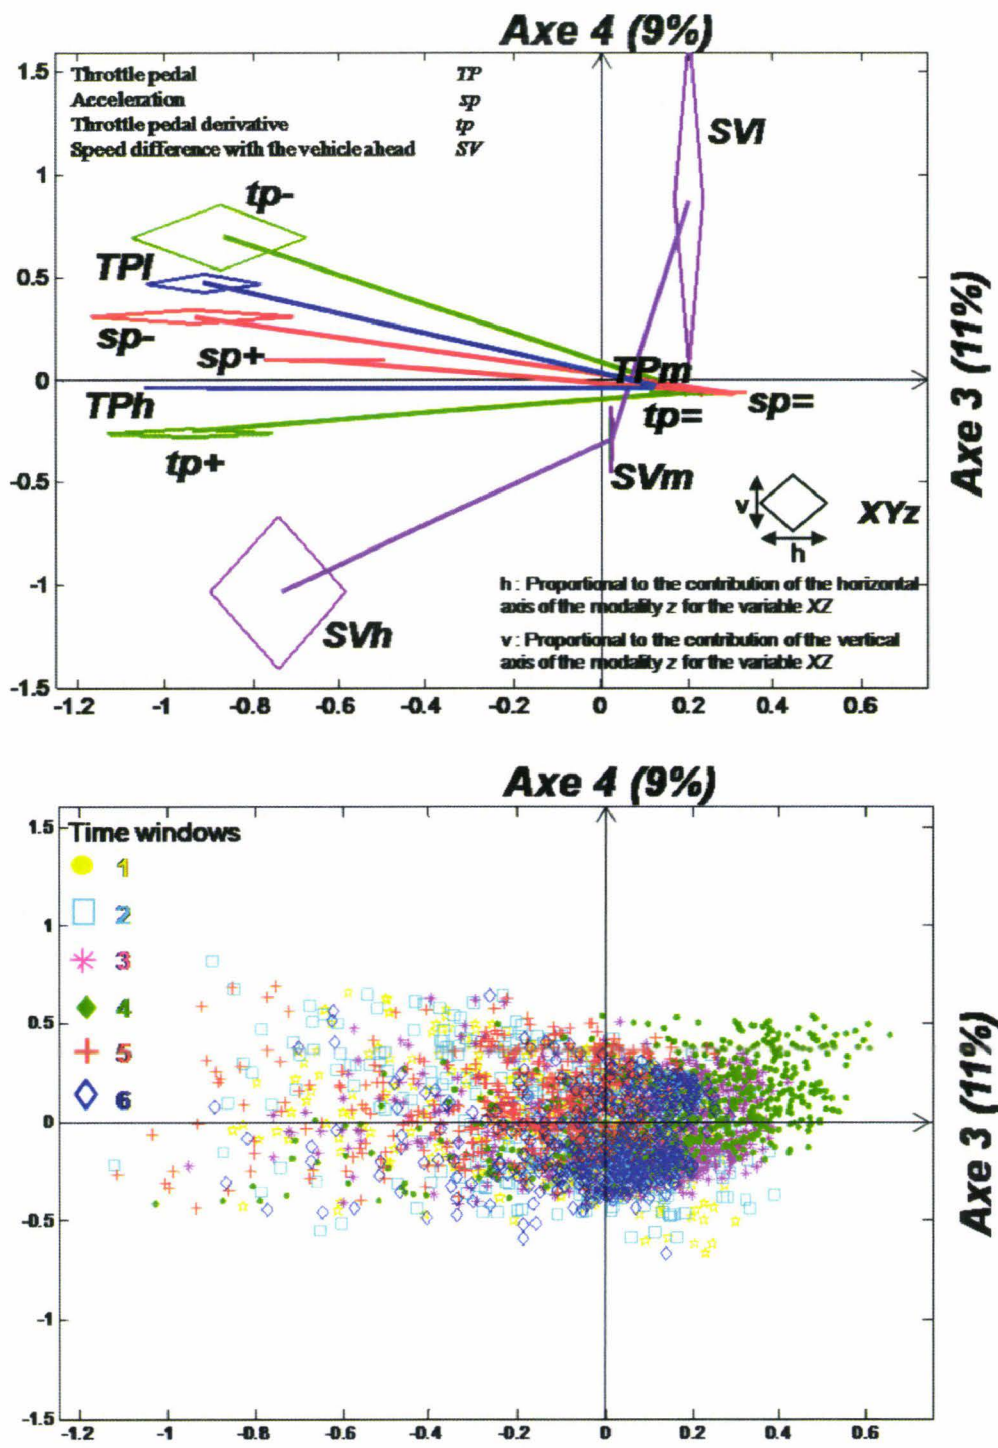 Axe 4 (9%)
Throttle pedal TP
Acceleration sp
Throttle pedal derivative tp
Speed difference with the vehicle ahead SV
SVl
tp-
TPl
sp-
sp+
TPm
TPh
tp=
sp=
tp+
SVm
SVh
v
h
XYz
h : Proportional to the contribution of the horizontal
axis of the modality z for the variable XZ
v : Proportional to the contribution of the vertical
axis of the modality z for the variable XZ
1.5
1
0.5
0
-0.5
-1
-1.5
-1.2 -1 -0.8 -0.6 -0.4 -0.2 0 0.2 0.4 0.6
Axe 3 (11%)
Axe 4 (9%)
Time windows
1
2
3
4
5
6
1.5
1
0.5
0
-0.5
-1
-1.5
-1.2 -1 -0.8 -0.6 -0.4 -0.2 0 0.2 0.4 0.6
Axe 3 (11%)